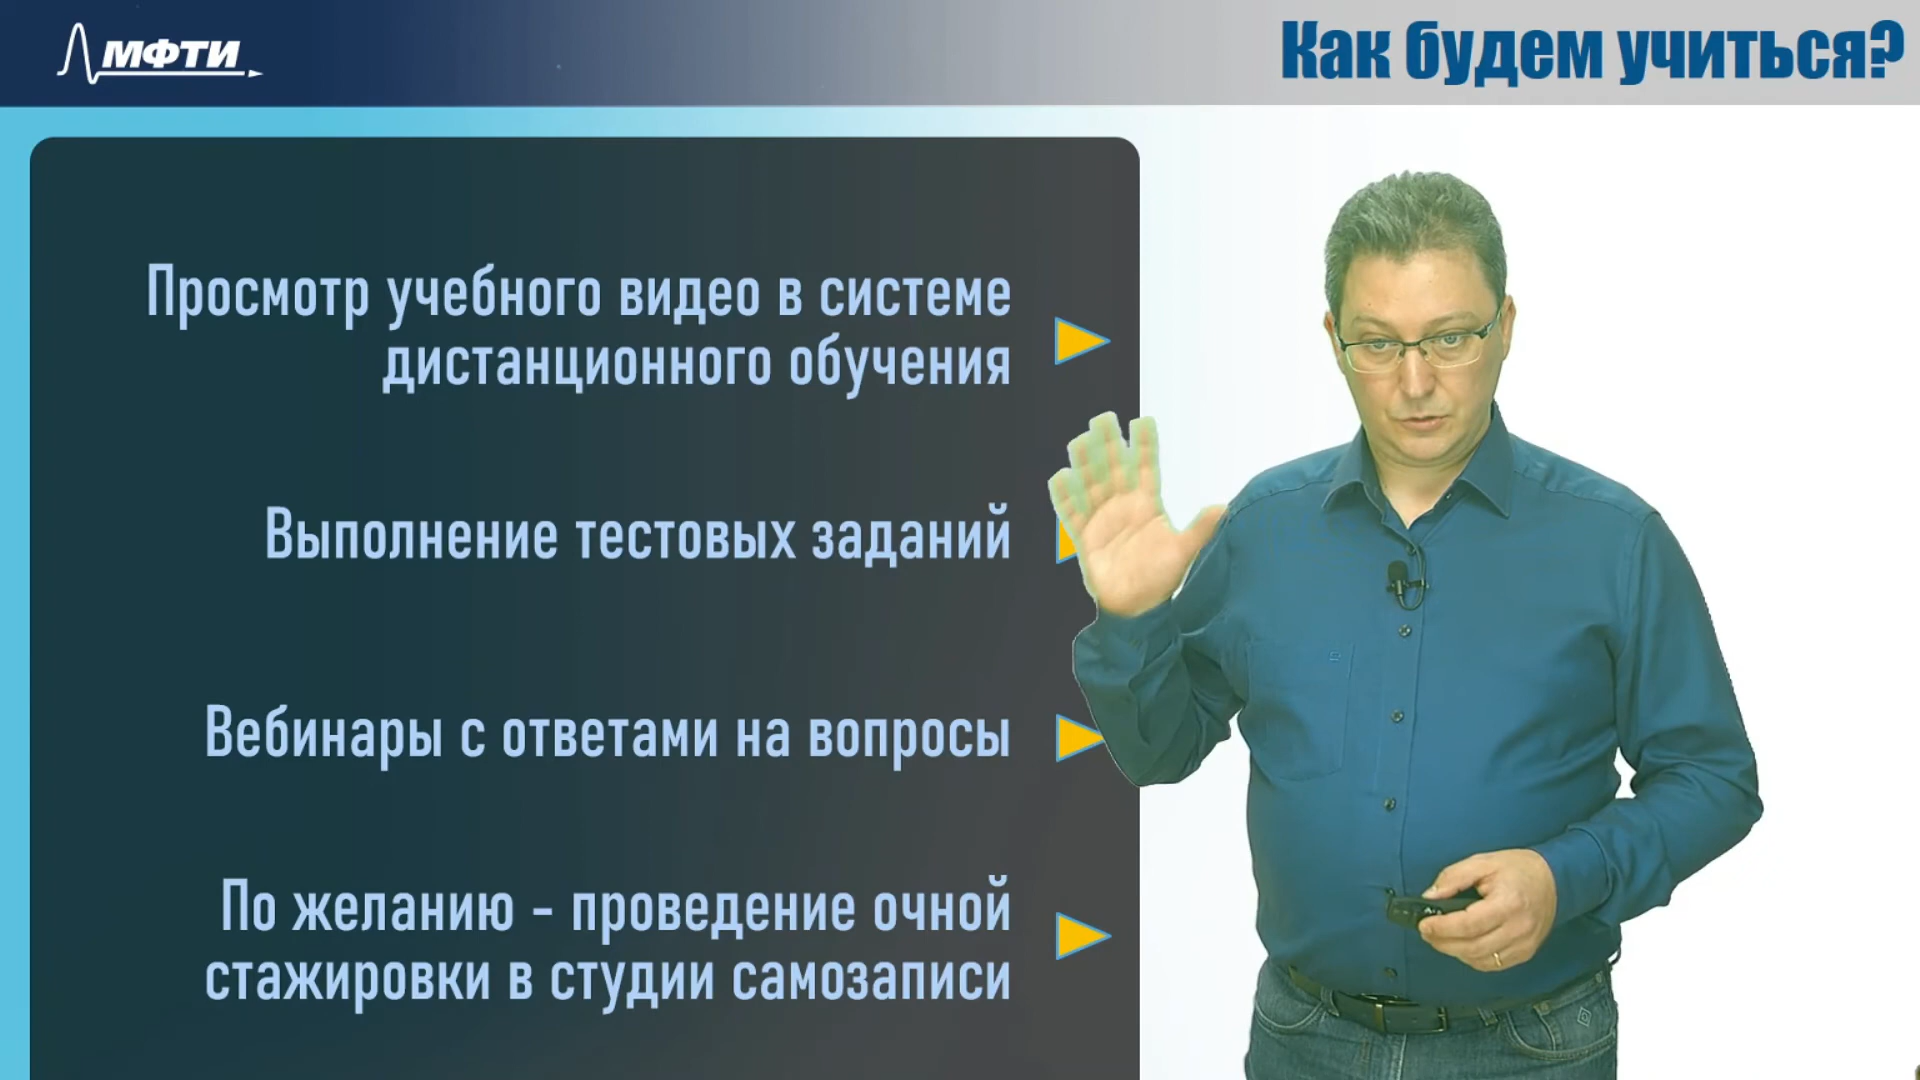 МФТИ
Как будем учиться?
Просмотр учебного видео в системе
дистанционного обучения
Выполнение тестовых заданий
Вебинары с ответами на вопросы
По желанию - проведение очной
стажировки в студии самозаписи